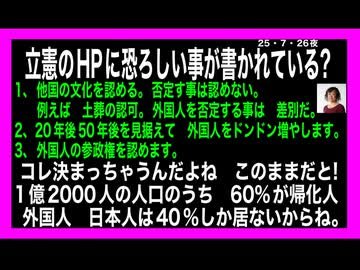 25・7・26夜
立憲のHPに恐ろしい事が書かれている?
1、他国の文化を認める。否定す事は認めない。
例えば 土葬の認可。外国人を否定する事は 差別だ。
2、20年後50年後を見据えて 外国人をドンドン増やします。
3、外国人の参政権を認めます。
コレ決まっちゃうんだよね このままだと!
1億2000人の人口のうち 60%が帰化人
外国人 日本人は40%しか居ないからね。